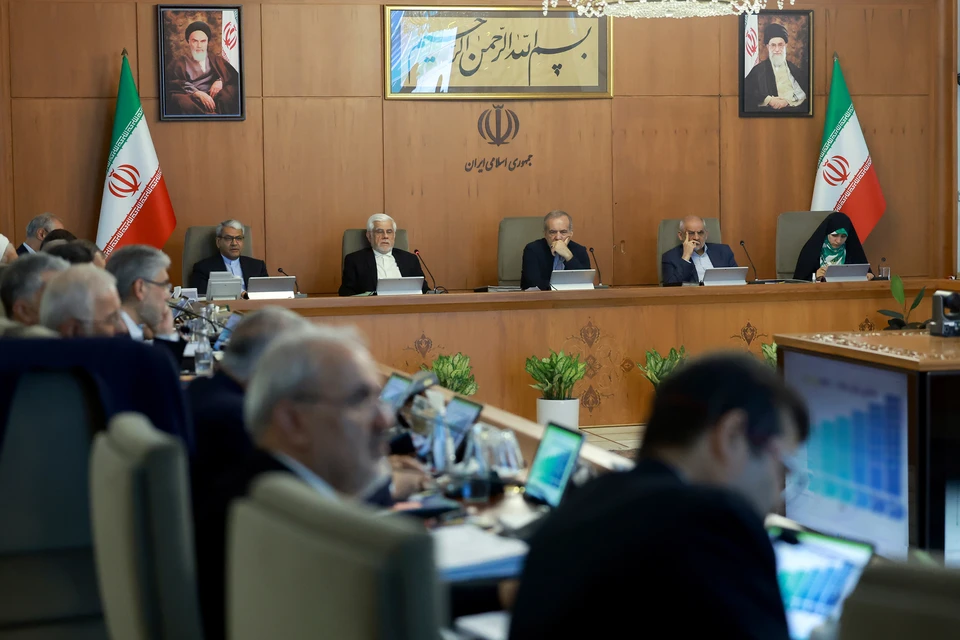 بسم الله الرحمن الرحیم
جمهوری اسلامی ایران